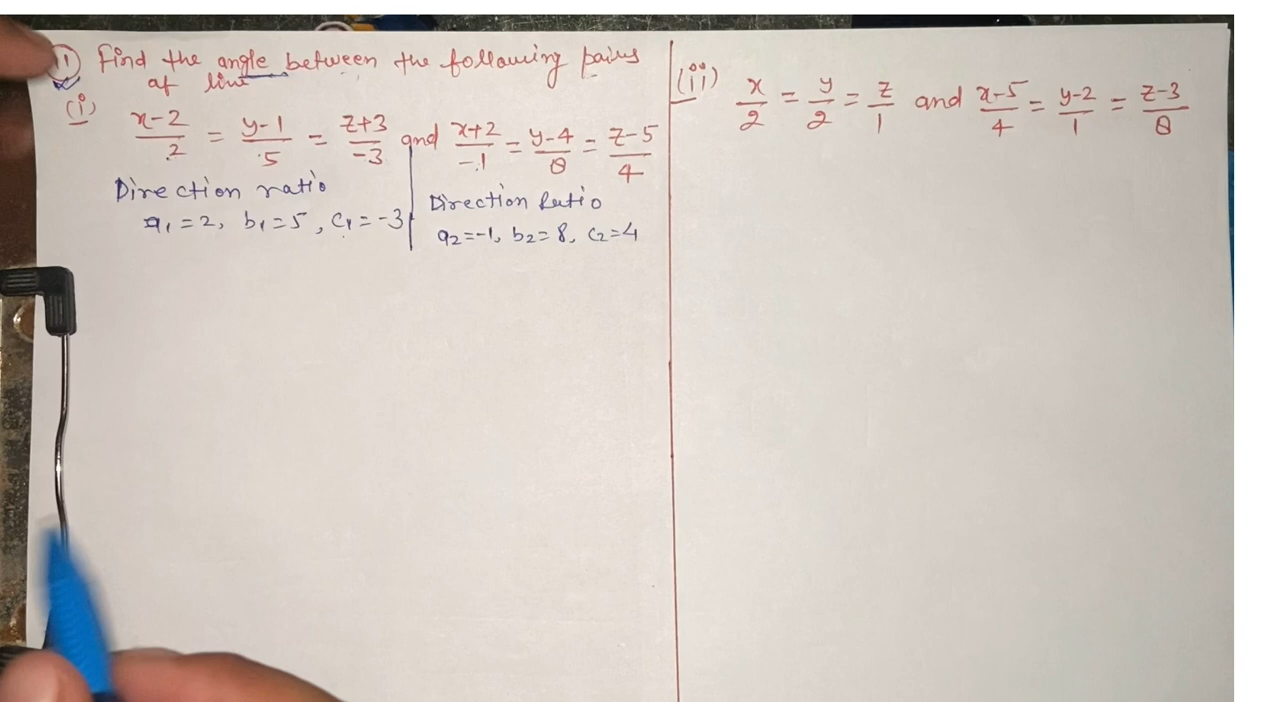 11 Find the angle between the following pairs
of line
(i) x-2/2 = y-1/5 = z+3/-3 and x+2/-1 = y-4/8 = z-5/4
Direction ratio
a₁=2, b₁=5, c₁=-3
Direction Ratio
a₂=-1, b₂=8, c₂=4
(ii) x/2 = y/2 = z/1 and x-5/4 = y-2/1 = z-3/8